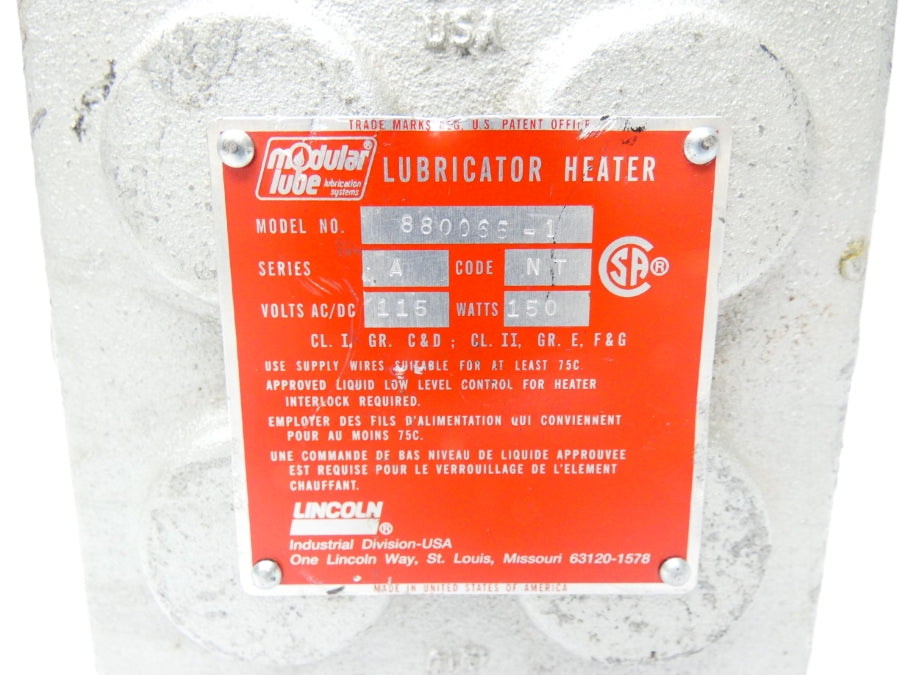 USA
TRADE MARKS REG. U.S. PATENT OFFICE
modular lube® lubrication systems
LUBRICATOR HEATER
MODEL NO. 880066-1
SERIES A CODE NT
SA®
VOLTS AC/DC 115 WATTS 150
CL. I, GR. C&D ; CL. II, GR. E, F&G
USE SUPPLY WIRES SUITABLE FOR AT LEAST 75C.
APPROVED LIQUID LOW LEVEL CONTROL FOR HEATER
INTERLOCK REQUIRED.
EMPLOYER DES FILS D'ALIMENTATION QUI CONVIENNENT
POUR AU MOINS 75C.
UNE COMMANDE DE BAS NIVEAU DE LIQUIDE APPROUVEE
EST REQUISE POUR LE VERROUILLAGE DE L'ELEMENT
CHAUFFANT.
LINCOLN®
Industrial Division-USA
One Lincoln Way, St. Louis, Missouri 63120-1578
MADE IN UNITED STATES OF AMERICA